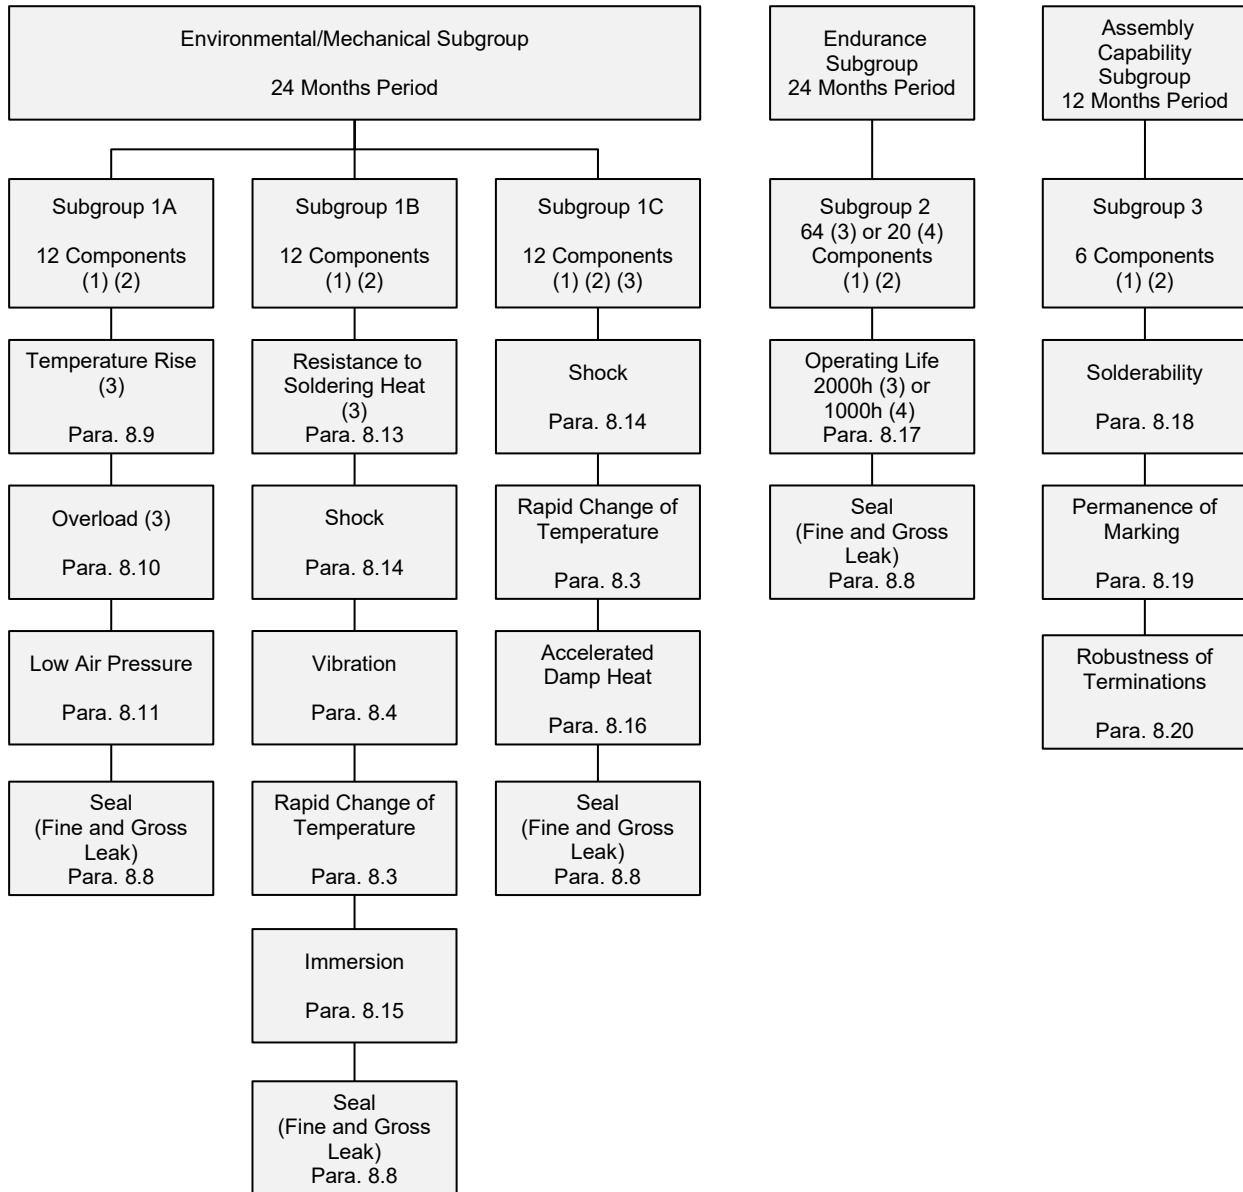 Environmental/Mechanical Subgroup
24 Months Period
Endurance
Subgroup
24 Months Period
Assembly
Capability
Subgroup
12 Months Period
Subgroup 1A
12 Components
(1) (2)
Subgroup 1B
12 Components
(1) (2)
Subgroup 1C
12 Components
(1) (2) (3)
Subgroup 2
64 (3) or 20 (4)
Components
(1) (2)
Subgroup 3
6 Components
(1) (2)
Temperature Rise
(3)
Para. 8.9
Resistance to
Soldering Heat
(3)
Para. 8.13
Shock
Para. 8.14
Operating Life
2000h (3) or
1000h (4)
Para. 8.17
Solderability
Para. 8.18
Overload (3)
Para. 8.10
Shock
Para. 8.14
Rapid Change of
Temperature
Para. 8.3
Seal
(Fine and Gross
Leak)
Para. 8.8
Permanence of
Marking
Para. 8.19
Low Air Pressure
Para. 8.11
Vibration
Para. 8.4
Accelerated
Damp Heat
Para. 8.16
Robustness of
Terminations
Para. 8.20
Seal
(Fine and Gross
Leak)
Para. 8.8
Rapid Change of
Temperature
Para. 8.3
Seal
(Fine and Gross
Leak)
Para. 8.8
Immersion
Para. 8.15
Seal
(Fine and Gross
Leak)
Para. 8.8